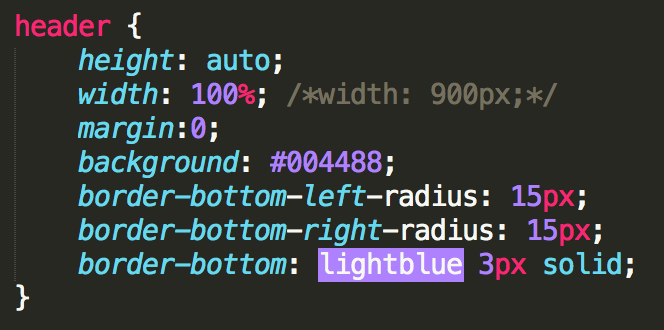 header {
height: auto;
width: 100%; /*width: 900px;*/
margin:0;
background: #004488;
border-bottom-left-radius: 15px;
border-bottom-right-radius: 15px;
border-bottom: lightblue 3px solid;
}